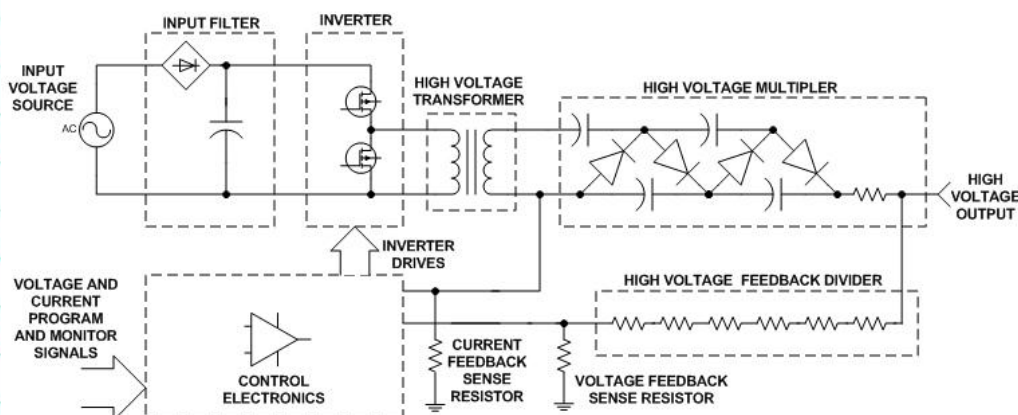 INPUT FILTER
INVERTER
INPUT
VOLTAGE
SOURCE
AC
HIGH VOLTAGE
TRANSFORMER
HIGH VOLTAGE MULTIPLER
HIGH
VOLTAGE
OUTPUT
INVERTER
DRIVES
VOLTAGE AND
CURRENT
PROGRAM
AND MONITOR
SIGNALS
HIGH VOLTAGE FEEDBACK DIVIDER
CONTROL
ELECTRONICS
CURRENT
FEEDBACK
SENSE
RESISTOR
VOLTAGE FEEDBACK
SENSE RESISTOR